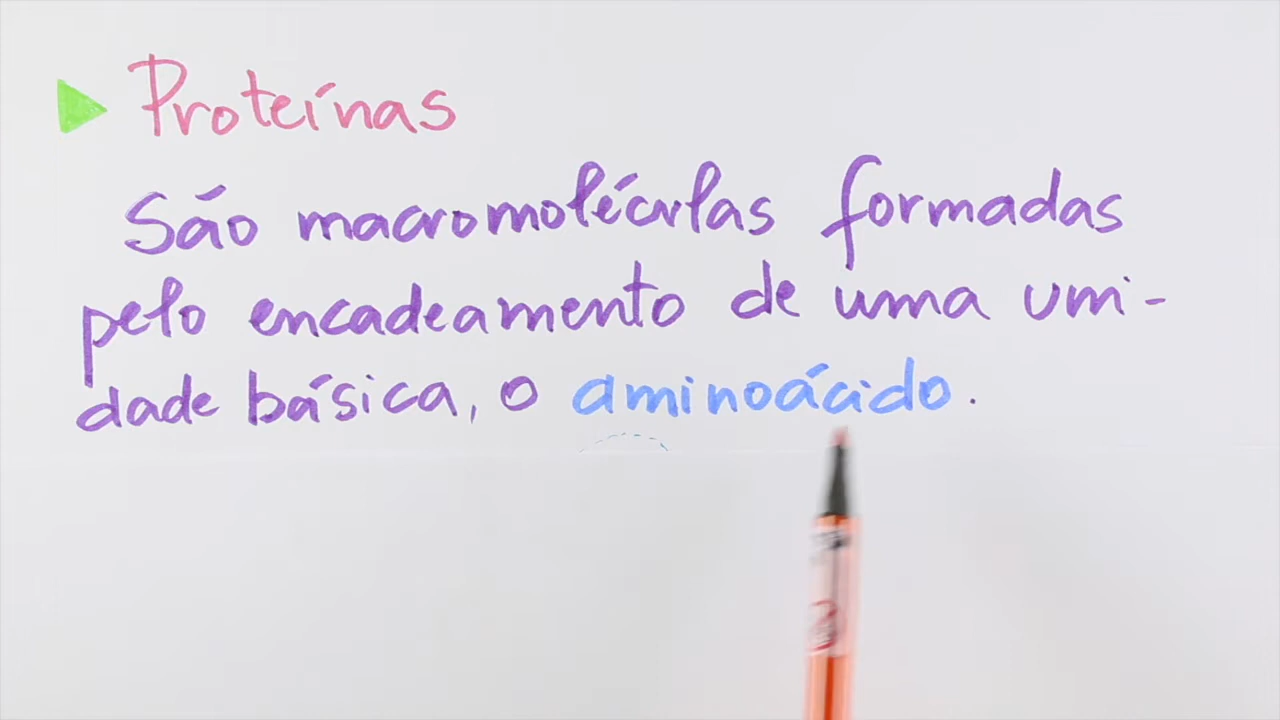 Proteínas
São macromoléculas formadas
pelo encadeamento de uma uni-
dade básica, o aminoácido.